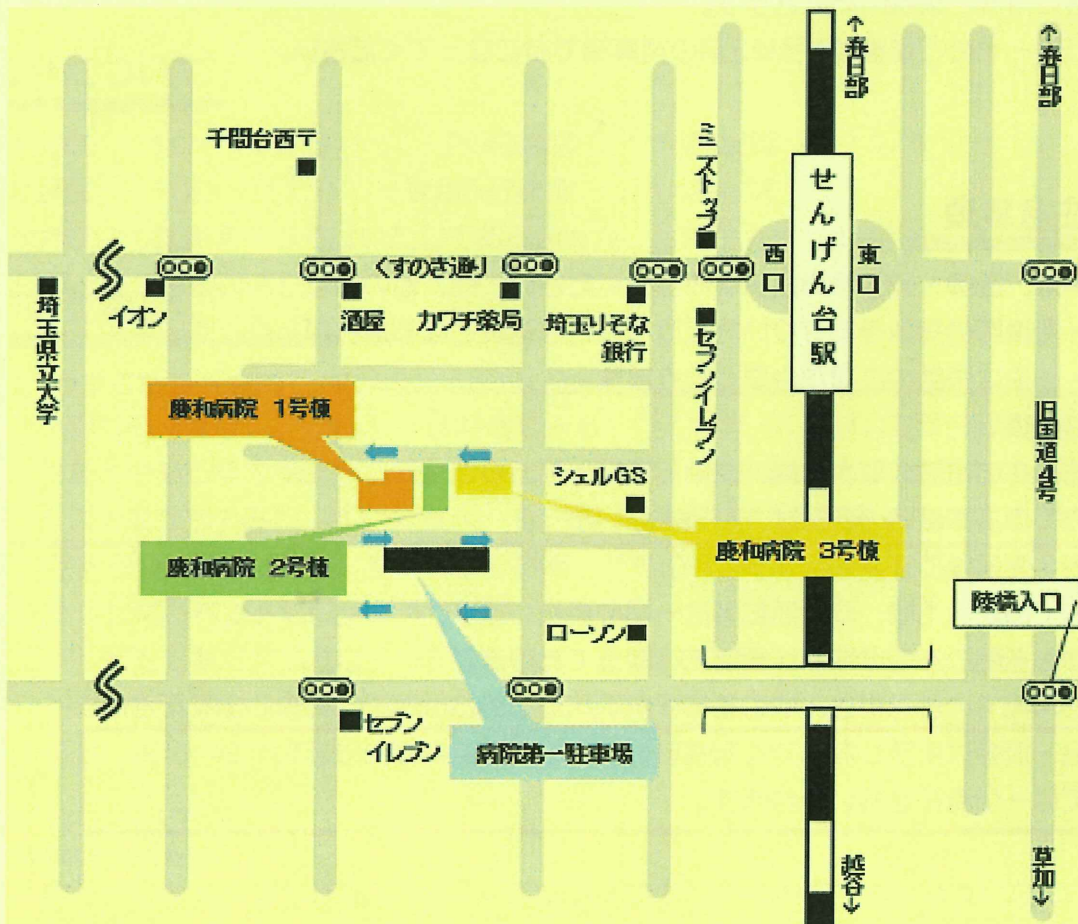 ↑春日部
↑春日部
千間台西〒
ミニストップ
せんげん台駅
西口
東口
くすのき通り
埼玉県立大学
イオン
酒屋
カワチ薬局
埼玉りそな
銀行
セブンイレブン
慶和病院 1号棟
旧国道4号
シェルGS
慶和病院 2号棟
慶和病院 3号棟
陸橋入口
ローソン
セブン
イレブン
病院第一駐車場
越谷↓
草加↓